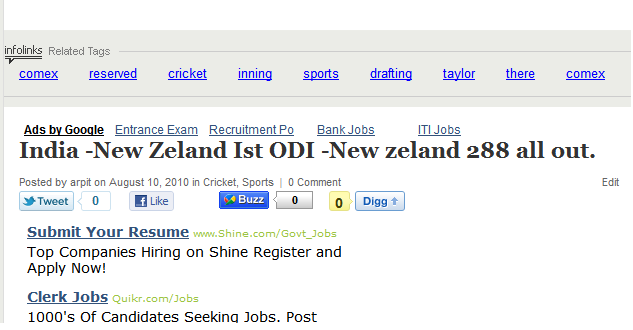 infolinks Related Tags
comex reserved cricket inning sports drafting taylor there comex
Ads by Google Entrance Exam Recruitment Po Bank Jobs ITI Jobs
India -New Zeland Ist ODI -New zeland 288 all out.
Posted by arpit on August 10, 2010 in Cricket, Sports | 0 Comment Edit
Tweet 0 Like Buzz 0 0 Digg
Submit Your Resume www.Shine.com/Govt_Jobs
Top Companies Hiring on Shine Register and
Apply Now!
Clerk Jobs Quikr.com/Jobs
1000's Of Candidates Seeking Jobs. Post